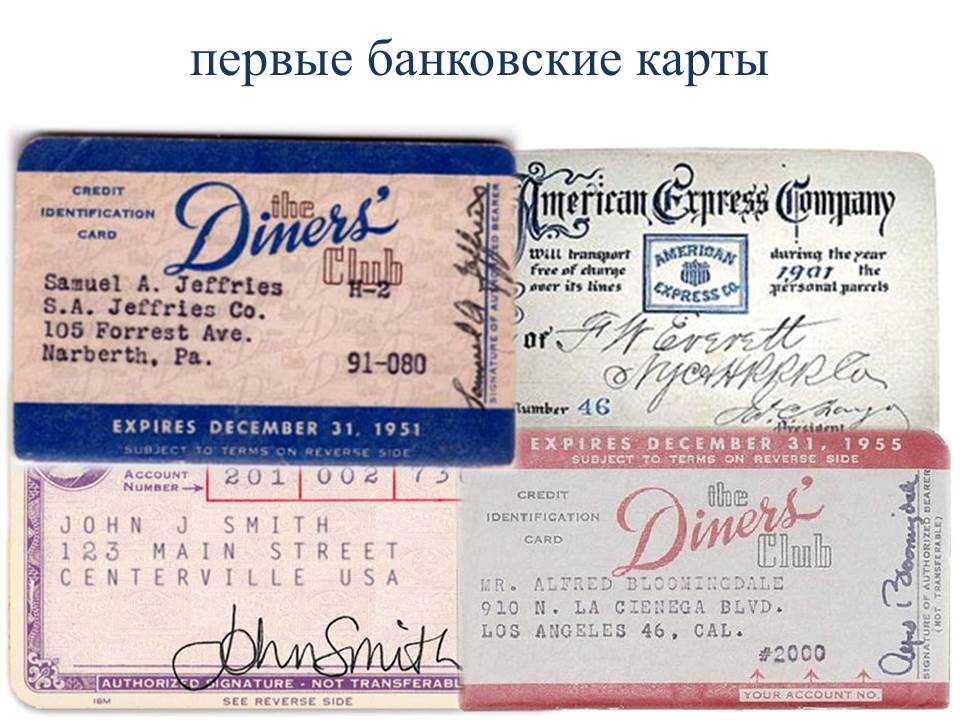 первые банковские карты
CREDIT
IDENTIFICATION
CARD
the
Diners'
Club
Samuel A. Jeffries
H-2
S.A. Jeffries Co.
105 Forrest Ave.
Narberth, Pa.
91-080
SIGNATURE OF AUTHORIZED BEARER
EXPIRES DECEMBER 31, 1951
SUBJECT TO TERMS ON REVERSE SIDE
American Express Company
Will transport
free of charge
over its lines
AMERICAN
EXPRESS CO.
during the year
1901 the
personal parcels
of F W Everett
46
President
ACCOUNT
NUMBER
201 002
JOHN J SMITH
123 MAIN STREET
CENTERVILLE USA
John Smith
AUTHORIZED SIGNATURE - NOT TRANSFERABL
IBM
SEE REVERSE SIDE
EXPIRES DECEMBER 31, 1955
SUBJECT TO TERMS ON REVERSE SIDE
CREDIT
IDENTIFICATION
CARD
the
Diners'
Club
MR. ALFRED BLOOMINGDALE
910 N. LA CIENEGA BLVD.
LOS ANGELES 46, CAL.
#2000
YOUR ACCOUNT NO.
SIGNATURE OF AUTHORIZED BEARER
(NOT TRANSFERABLE)